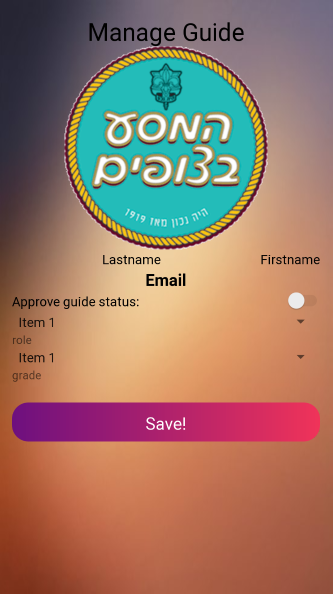 Manage Guide
המסע
בצופים
היה נכון מאז 1919
Lastname Firstname
Email
Approve guide status:
Item 1
role
Item 1
grade
Save!